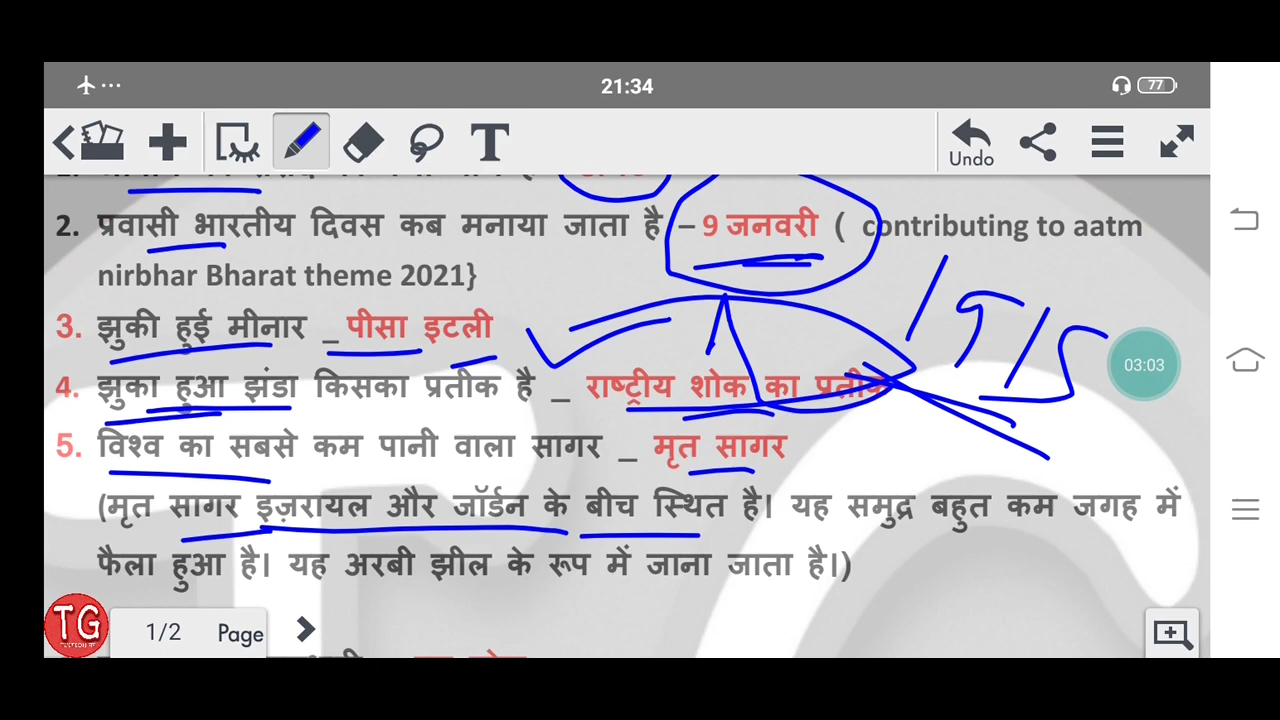 21:34
77
T
Undo
2. प्रवासी भारतीय दिवस कब मनाया जाता है – 9 जनवरी ( contributing to aatm
nirbhar Bharat theme 2021}
1915
3. झुकी हुई मीनार _ पीसा इटली
03:03
4. झुका हुआ झंडा किसका प्रतीक है _ राष्ट्रीय शोक का प्रतीक
5. विश्व का सबसे कम पानी वाला सागर _ मृत सागर
(मृत सागर इज़रायल और जॉर्डन के बीच स्थित है। यह समुद्र बहुत कम जगह में
फैला हुआ है। यह अरबी झील के रूप में जाना जाता है।)
TG
1/2 Page